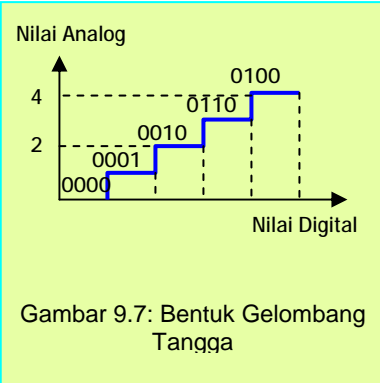 Nilai Analog
0100
4
0110
2
0010
0001
0000
Nilai Digital
Gambar 9.7: Bentuk Gelombang
Tangga